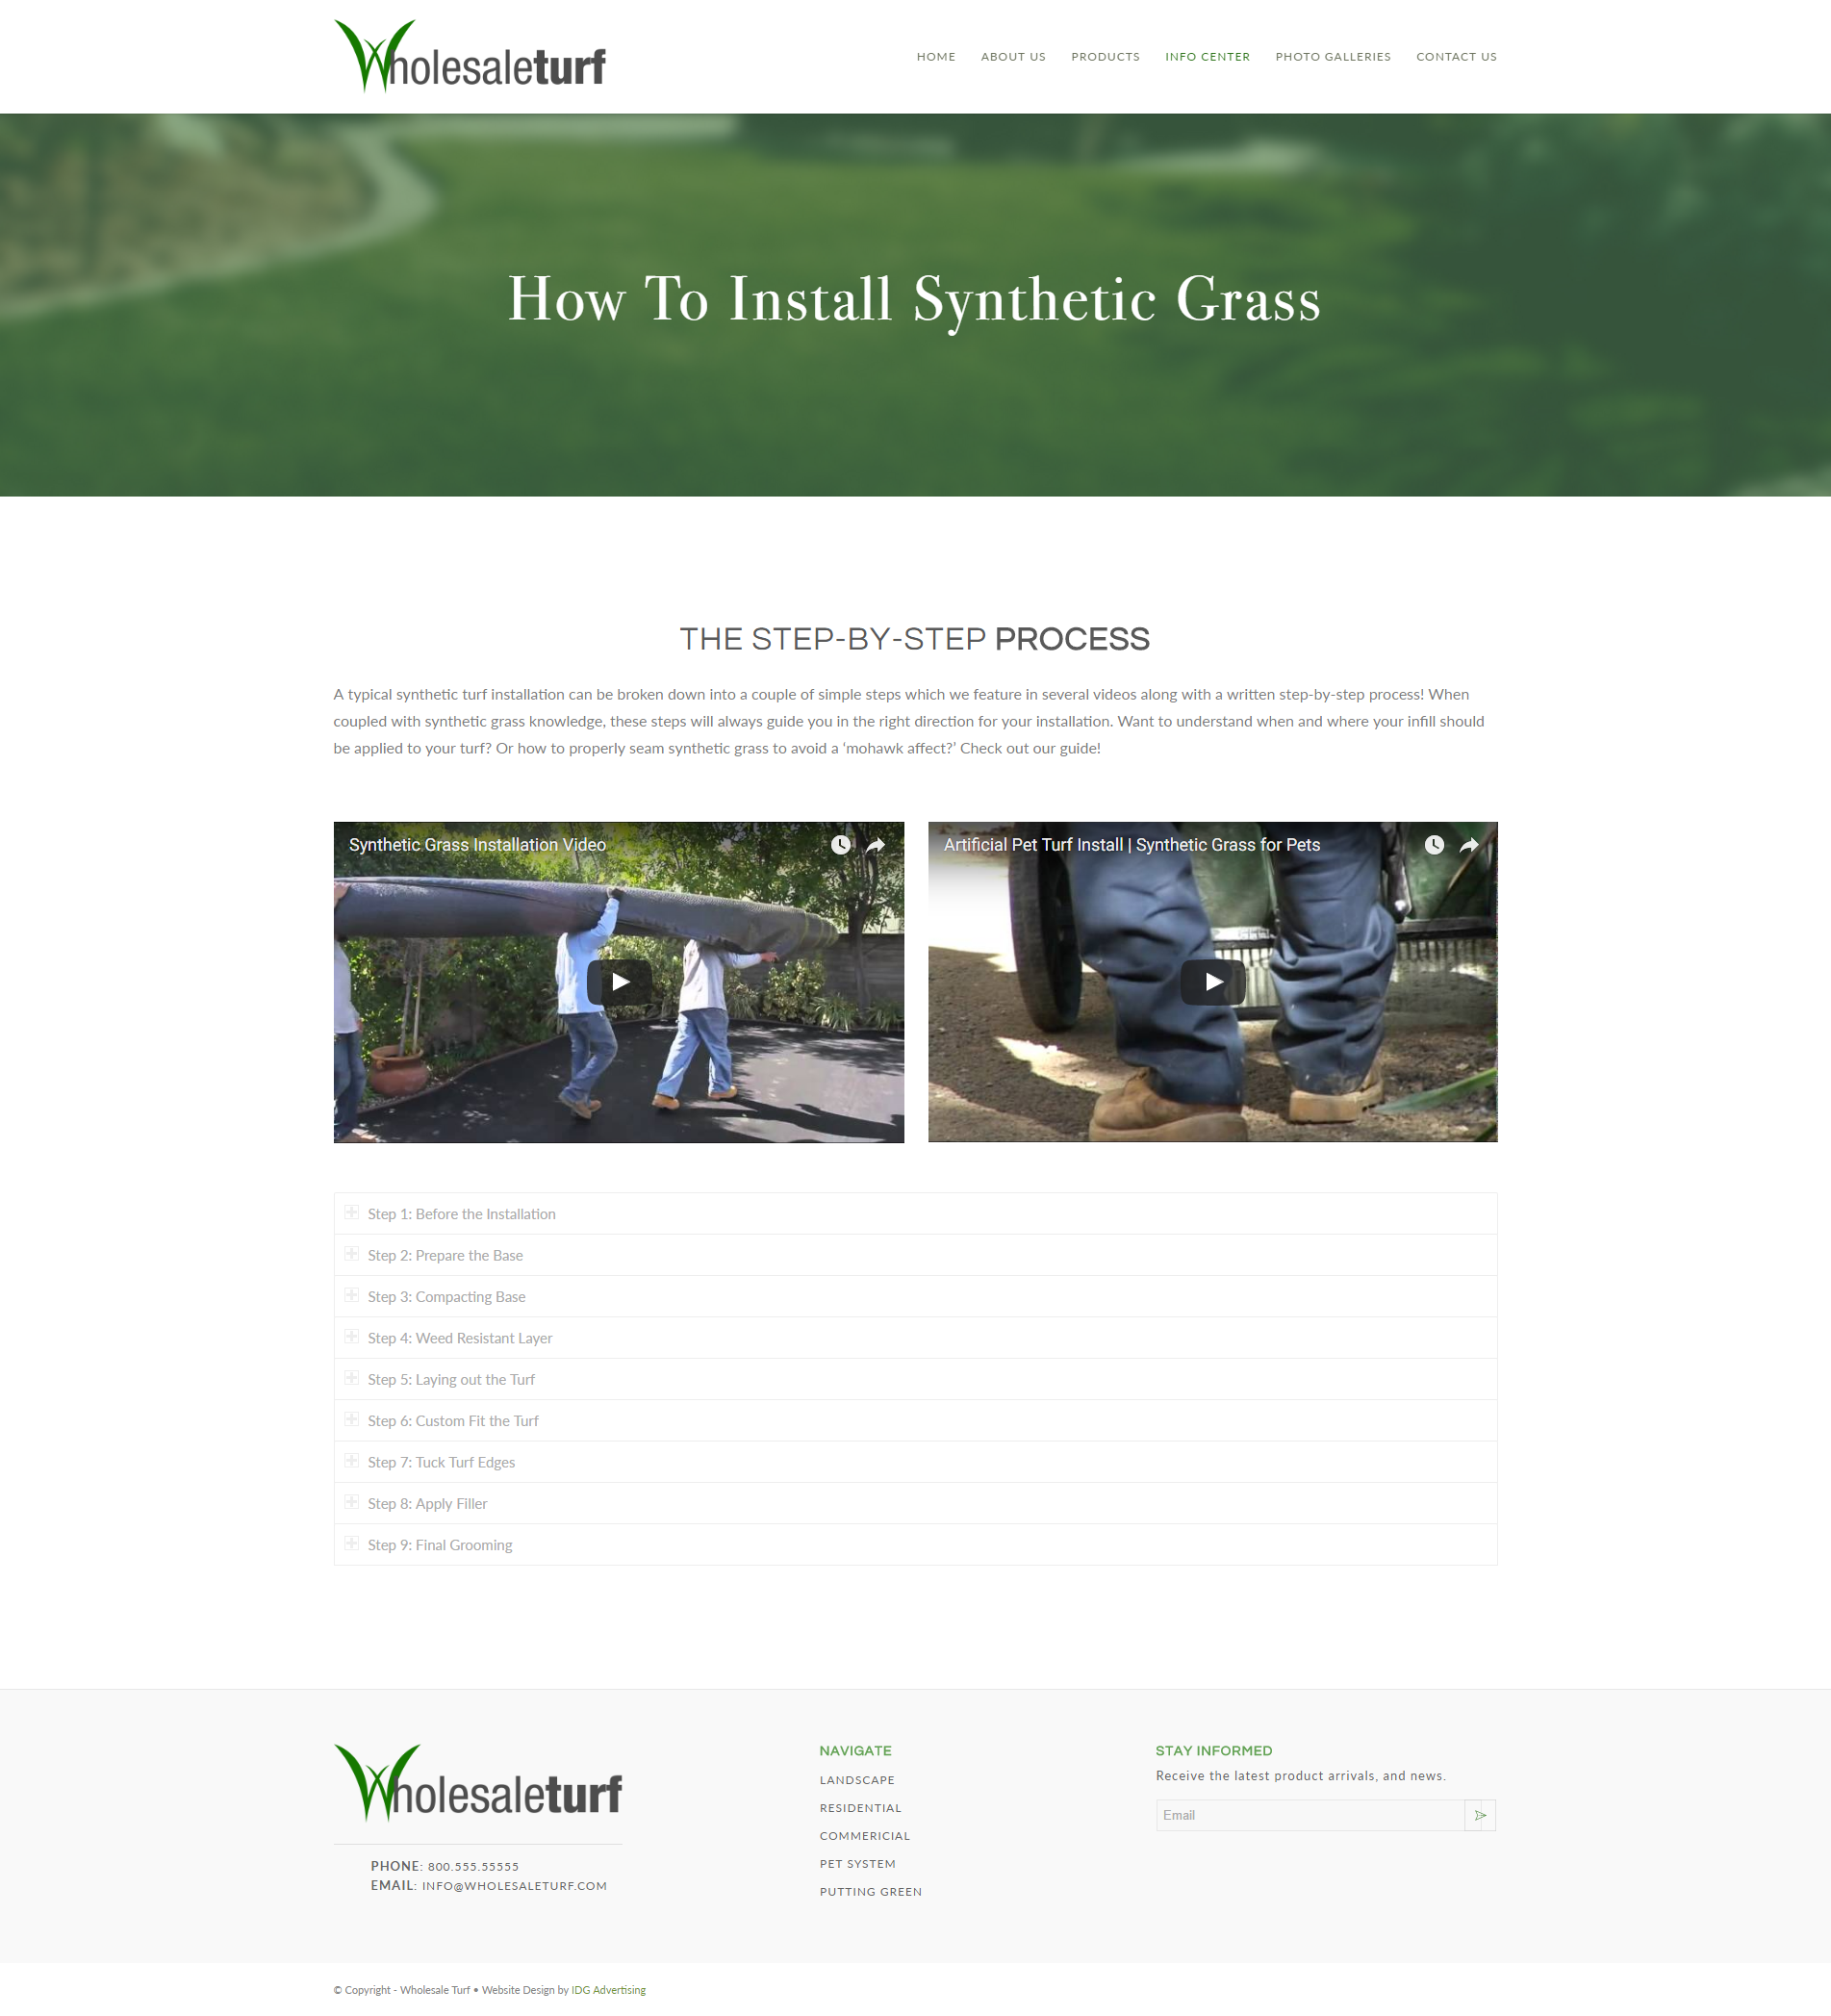 Wholesaleturf
HOME ABOUT US PRODUCTS INFO CENTER PHOTO GALLERIES CONTACT US
How To Install Synthetic Grass
THE STEP-BY-STEP PROCESS
A typical synthetic turf installation can be broken down into a couple of simple steps which we feature in several videos along with a written step-by-step process! When
coupled with synthetic grass knowledge, these steps will always guide you in the right direction for your installation. Want to understand when and where your infill should
be applied to your turf? Or how to properly seam synthetic grass to avoid a ‘mohawk affect?’ Check out our guide!
Synthetic Grass Installation Video
Artificial Pet Turf Install | Synthetic Grass for Pets
Step 1: Before the Installation
Step 2: Prepare the Base
Step 3: Compacting Base
Step 4: Weed Resistant Layer
Step 5: Laying out the Turf
Step 6: Custom Fit the Turf
Step 7: Tuck Turf Edges
Step 8: Apply Filler
Step 9: Final Grooming
Wholesaleturf
PHONE: 800.555.55555
EMAIL: INFO@WHOLESALETURF.COM
NAVIGATE
LANDSCAPE
RESIDENTIAL
COMMERICIAL
PET SYSTEM
PUTTING GREEN
STAY INFORMED
Receive the latest product arrivals, and news.
Email
© Copyright - Wholesale Turf • Website Design by IDG Advertising